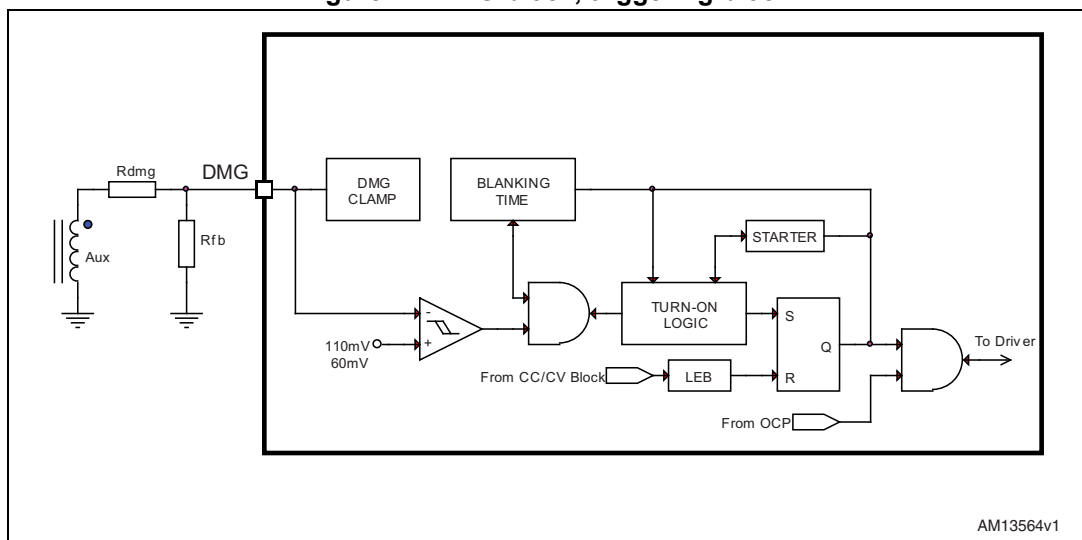 DMG
Rdmg
Rfb
Aux
DMG
CLAMP
BLANKING
TIME
STARTER
TURN-ON
LOGIC
-
+
110mV
60mV
S
Q
R
To Driver
From CC/CV Block
LEB
From OCP
AM13564v1